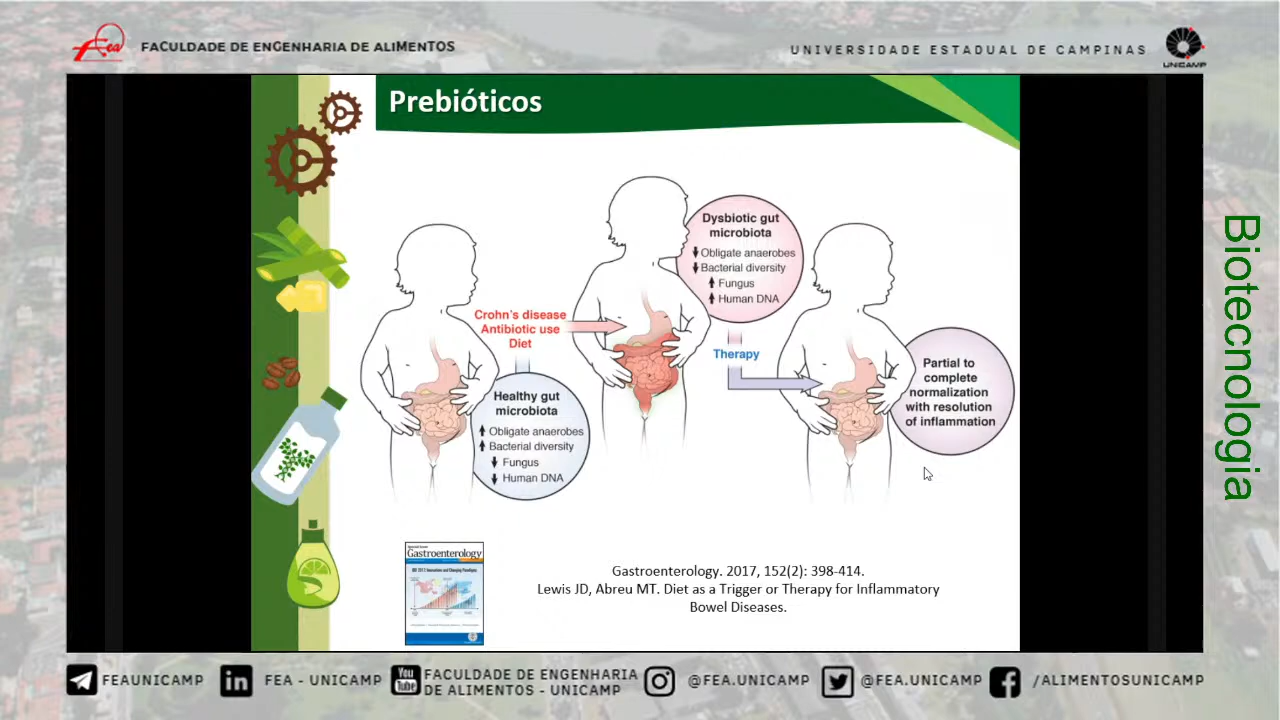 Fea
FACULDADE DE ENGENHARIA DE ALIMENTOS
UNIVERSIDADE ESTADUAL DE CAMPINAS
UNICAMP
Prebióticos
Dysbiotic gut
microbiota
Obligate anaerobes
Bacterial diversity
Fungus
Human DNA
Crohn's disease
Antibiotic use
Diet
Therapy
Healthy gut
microbiota
Obligate anaerobes
Bacterial diversity
Fungus
Human DNA
Partial to
complete
normalization
with resolution
of inflammation
Gastroenterology
Gastroenterology. 2017, 152(2): 398-414.
Lewis JD, Abreu MT. Diet as a Trigger or Therapy for Inflammatory
Bowel Diseases.
Biotecnologia
FEAUNICAMP
in
FEA - UNICAMP
You
Tube
FACULDADE DE ENGENHARIA
DE ALIMENTOS - UNICAMP
@FEA.UNICAMP
@FEA.UNICAMP
/ALIMENTOSUNICAMP